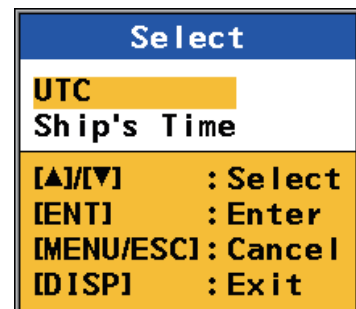 Select
UTC
Ship's Time
[▲]/[▼] :Select
[ENT] :Enter
[MENU/ESC]:Cancel
[DISP] :Exit